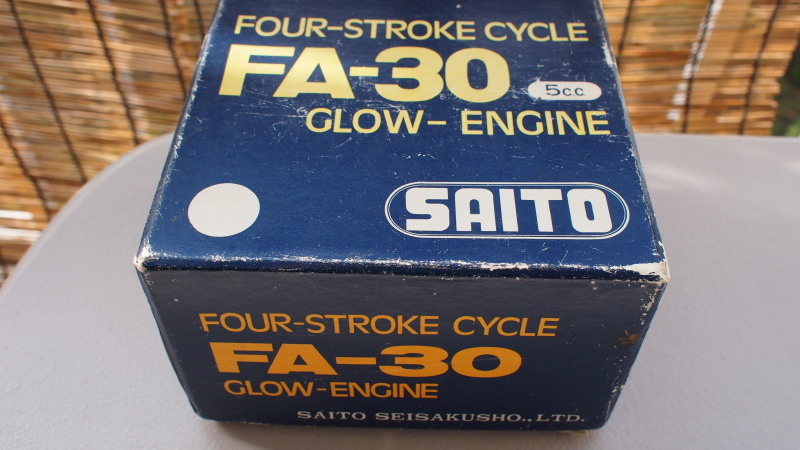 FOUR-STROKE CYCLE
FA-30 5cc
GLOW- ENGINE
SAITO
FOUR-STROKE CYCLE
FA-30
GLOW-ENGINE
SAITO SEISAKUSHO.,LTD.